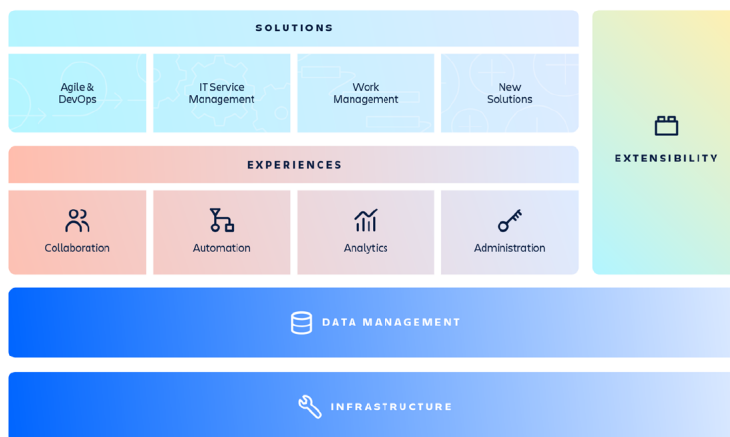 SOLUTIONS
Agile &
DevOps
IT Service
Management
Work
Management
New
Solutions
EXTENSIBILITY
EXPERIENCES
Collaboration
Automation
Analytics
Administration
DATA MANAGEMENT
INFRASTRUCTURE